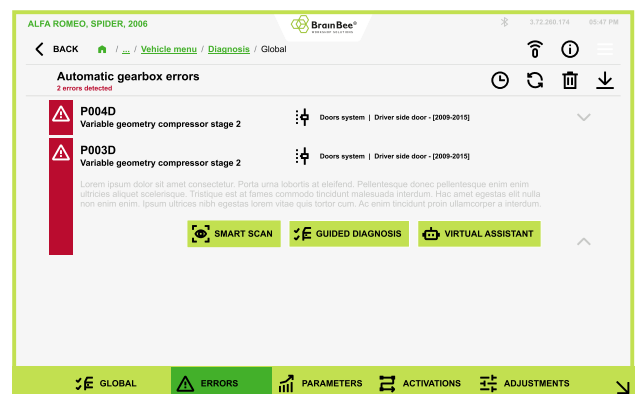 ALFA ROMEO, SPIDER, 2006
BrainBee®
WORKSHOP SOLUTIONS
3.72.266.174
05:47 PM
BACK / ... / Vehicle menu / Diagnosis / Global
Automatic gearbox errors
2 errors detected
P004D
Variable geometry compressor stage 2
Doors system | Driver side door - [2009-2015]
P003D
Variable geometry compressor stage 2
Doors system | Driver side door - [2009-2015]
Lorem ipsum dolor sit amet consectetur. Porta urna lobortis at eleifend. Pellentesque donec pellentesque enim enim
ultricies aliquet scelerisque. Tristique est at fames commodo tincidunt malesuada interdum. Hac amet egestas elit nulla
non enim enim. Ipsum ultrices nibh egestas lorem vitae quis tortor cum. Ac enim tincidunt proin ullamcorper a interdum.
SMART SCAN
GUIDED DIAGNOSIS
VIRTUAL ASSISTANT
GLOBAL
ERRORS
PARAMETERS
ACTIVATIONS
ADJUSTMENTS